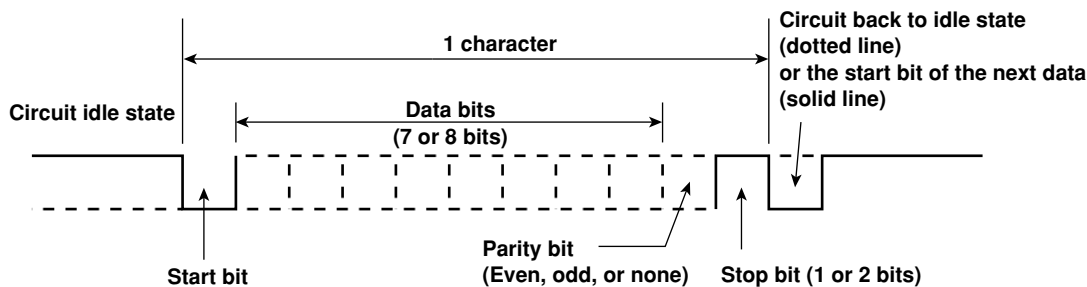 Circuit back to idle state
(dotted line)
or the start bit of the next data
(solid line)
1 character
Circuit idle state
Data bits
(7 or 8 bits)
Parity bit
(Even, odd, or none)
Start bit
Stop bit (1 or 2 bits)